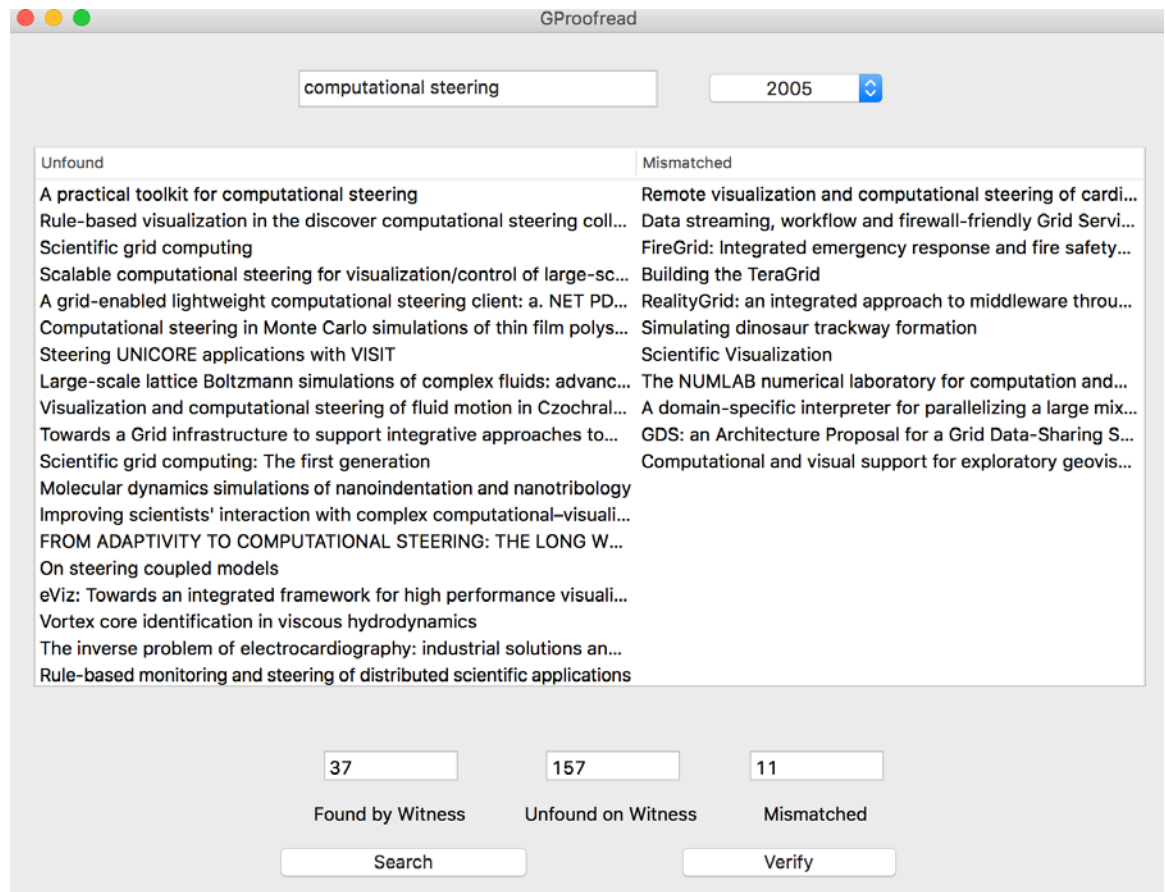 GProofread
computational steering
2005
Unfound
Mismatched
A practical toolkit for computational steering
Remote visualization and computational steering of cardi...
Rule-based visualization in the discover computational steering coll...
Data streaming, workflow and firewall-friendly Grid Servi...
Scientific grid computing
FireGrid: Integrated emergency response and fire safety...
Scalable computational steering for visualization/control of large-sc...
Building the TeraGrid
A grid-enabled lightweight computational steering client: a. NET PD...
RealityGrid: an integrated approach to middleware throu...
Computational steering in Monte Carlo simulations of thin film polys...
Simulating dinosaur trackway formation
Steering UNICORE applications with VISIT
Scientific Visualization
Large-scale lattice Boltzmann simulations of complex fluids: advanc...
The NUMLAB numerical laboratory for computation and...
Visualization and computational steering of fluid motion in Czochral...
A domain-specific interpreter for parallelizing a large mix...
Towards a Grid infrastructure to support integrative approaches to...
GDS: an Architecture Proposal for a Grid Data-Sharing S...
Scientific grid computing: The first generation
Computational and visual support for exploratory geovis...
Molecular dynamics simulations of nanoindentation and nanotribology
Improving scientists' interaction with complex computational–visuali...
FROM ADAPTIVITY TO COMPUTATIONAL STEERING: THE LONG W...
On steering coupled models
eViz: Towards an integrated framework for high performance visuali...
Vortex core identification in viscous hydrodynamics
The inverse problem of electrocardiography: industrial solutions an...
Rule-based monitoring and steering of distributed scientific applications
37
157
11
Found by Witness
Unfound on Witness
Mismatched
Search
Verify